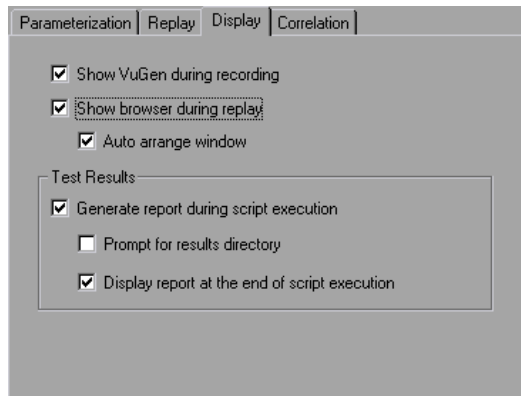 Parameterization Replay Display Correlation
Show VuGen during recording
Show browser during replay
Auto arrange window
Test Results
Generate report during script execution
Prompt for results directory
Display report at the end of script execution